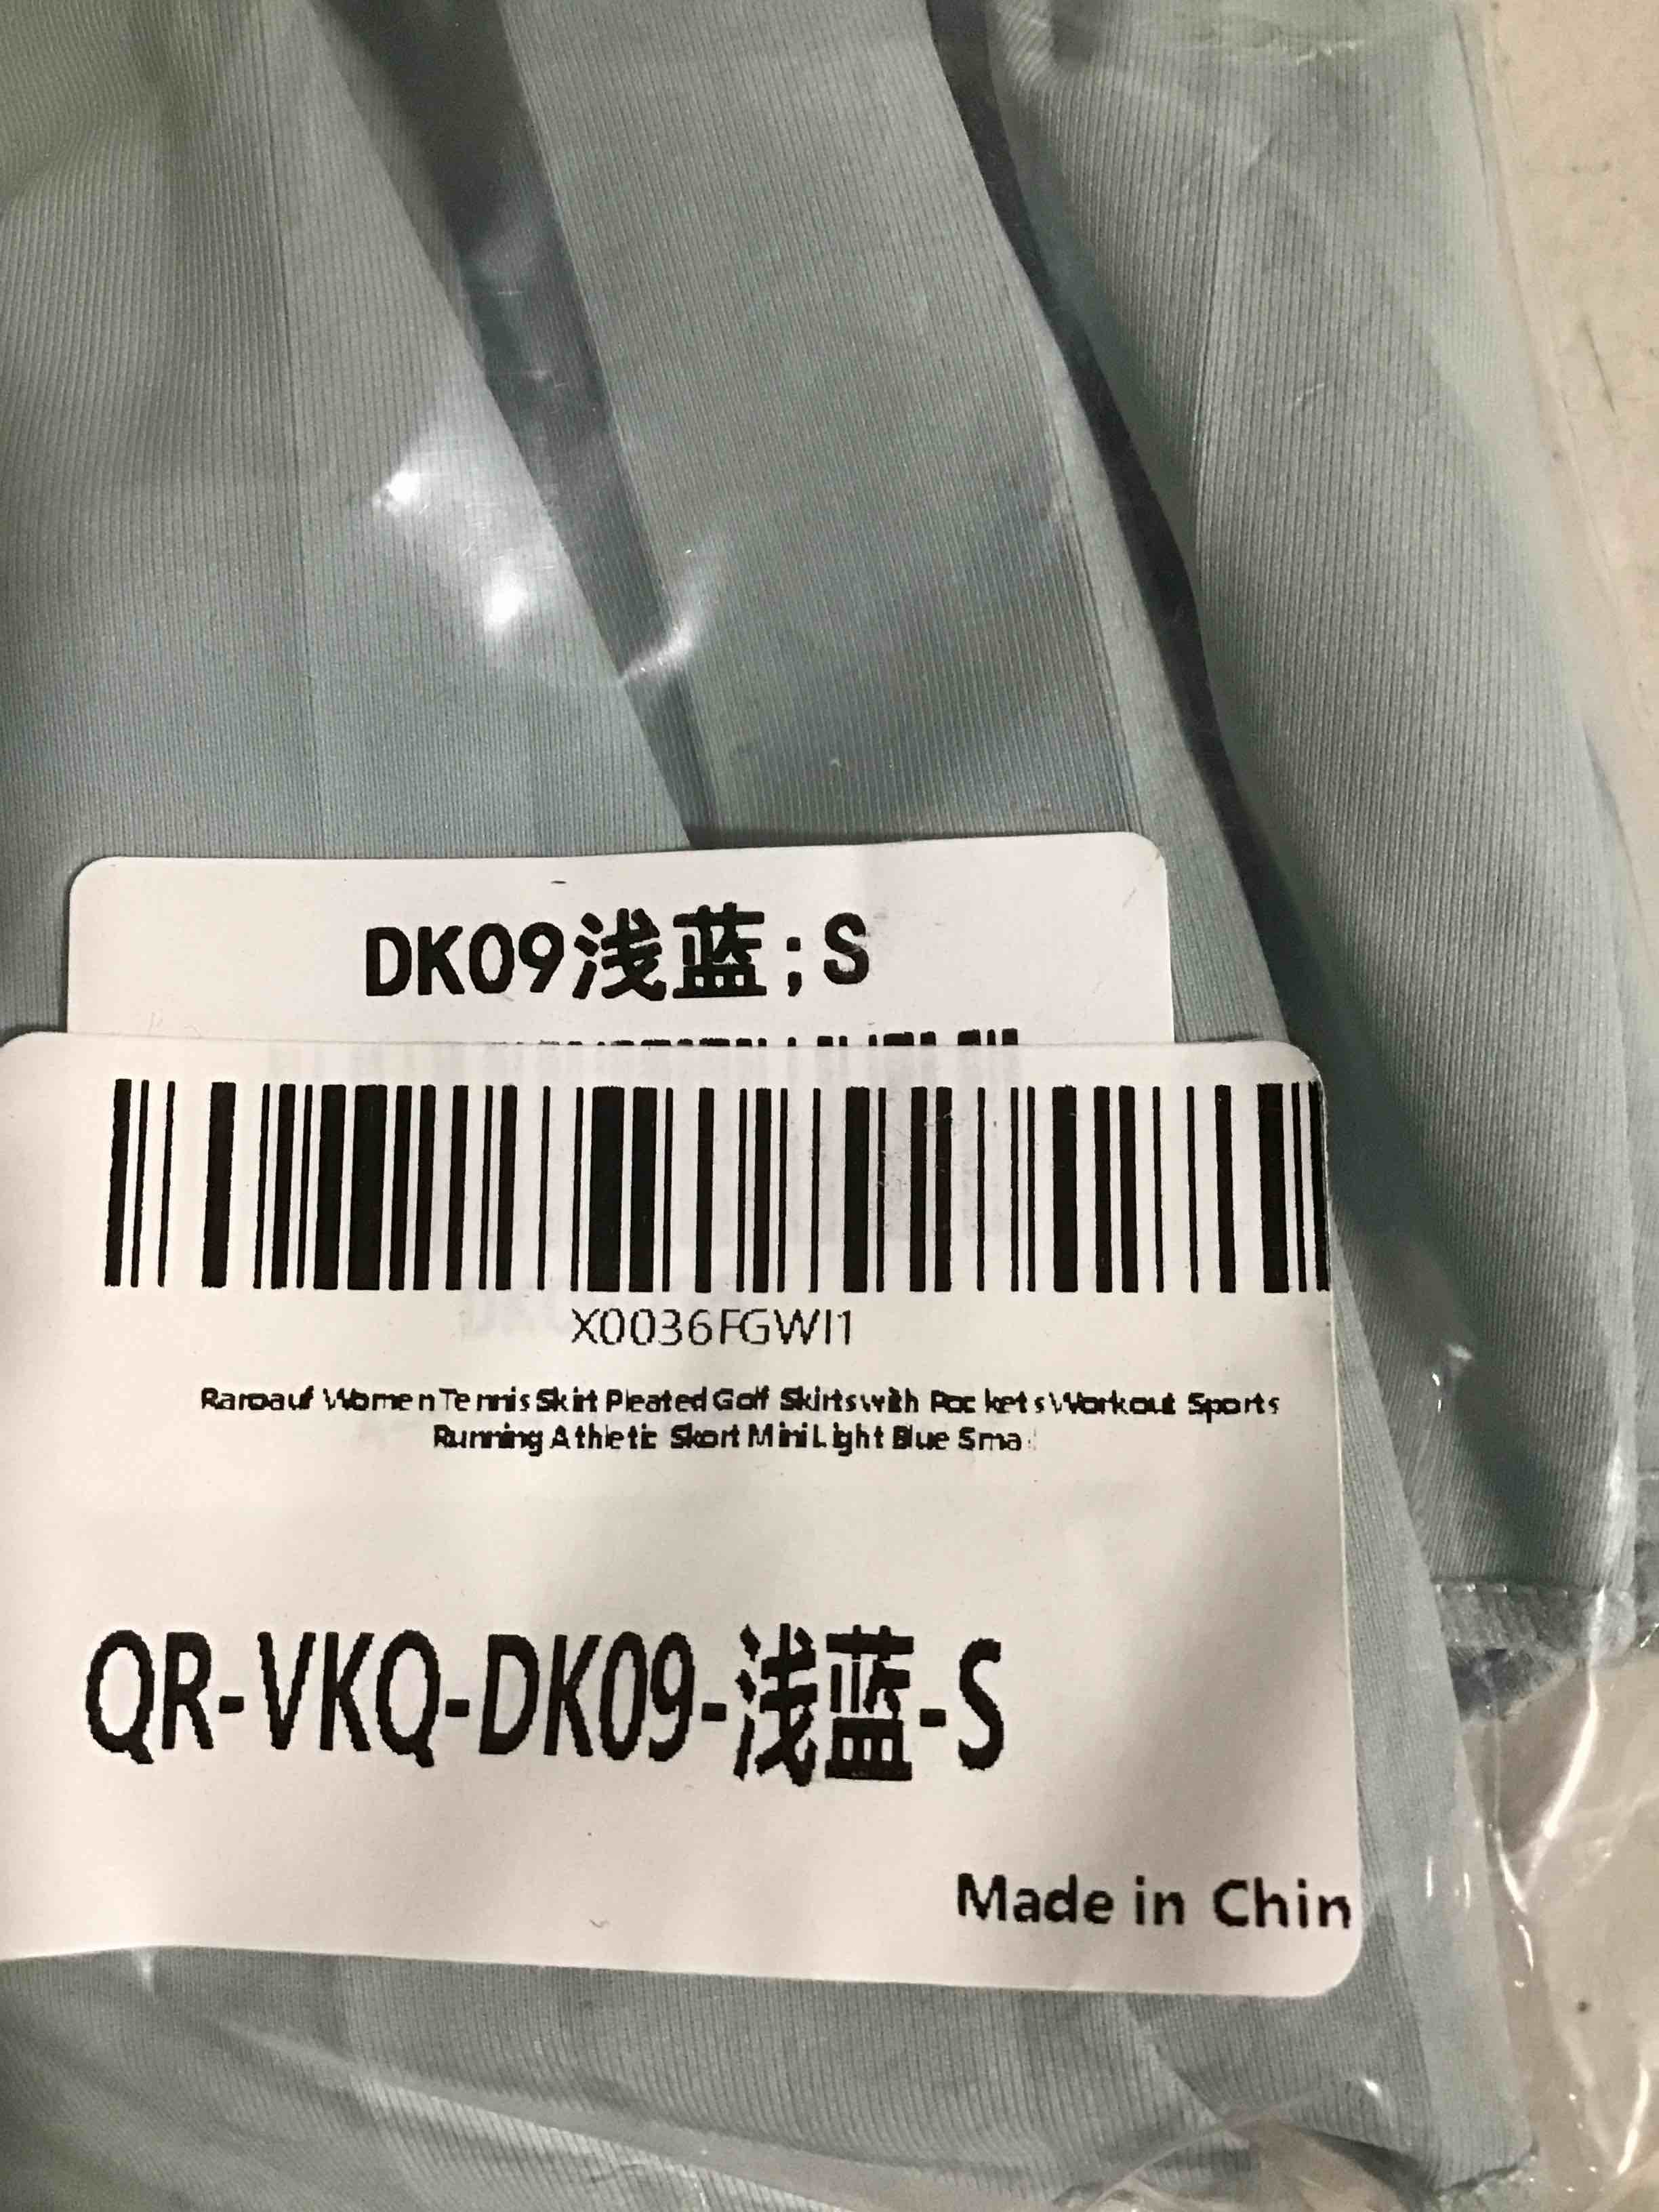 DK09浅蓝;S
X0036FGWI1
Raroauf Women Tennis Skirt Pleated Golf Skirts with Pockets Workout Sports
Running Athletic Skort Mini Light Blue Sma
QR-VKQ-DK09-浅蓝-S
Made in Chin